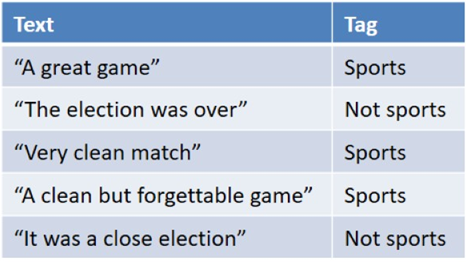 Text Tag
“A great game” Sports
“The election was over” Not sports
“Very clean match” Sports
“A clean but forgettable game” Sports
“It was a close election” Not sports